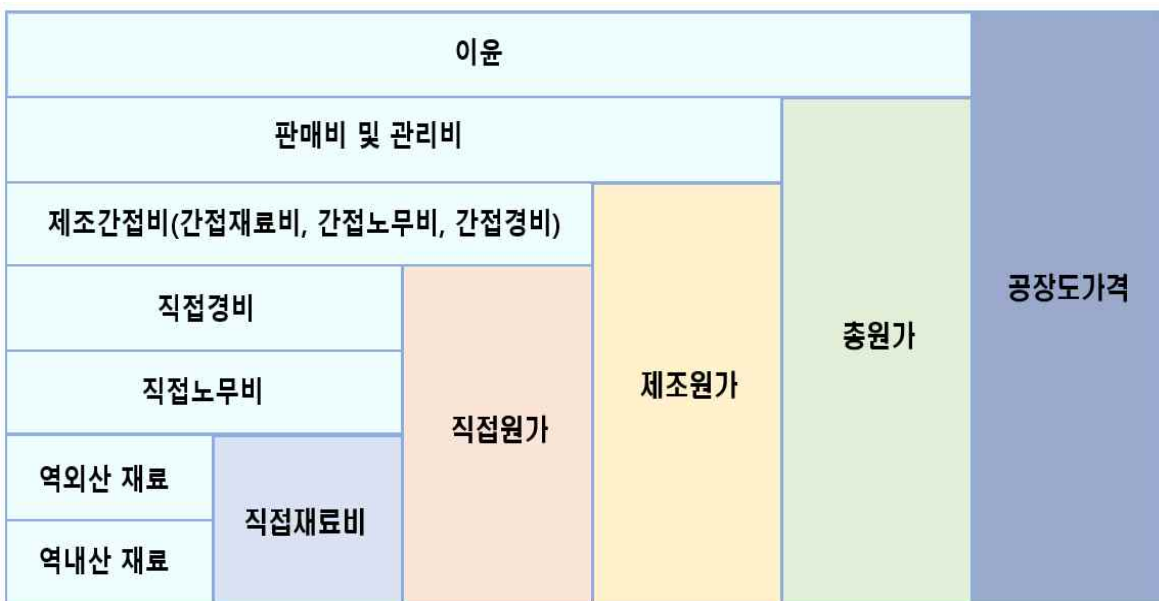 이윤
판매비 및 관리비
제조간접비(간접재료비, 간접노무비, 간접경비)
직접경비
직접노무비
역외산 재료
역내산 재료
직접재료비
직접원가
제조원가
총원가
공장도가격